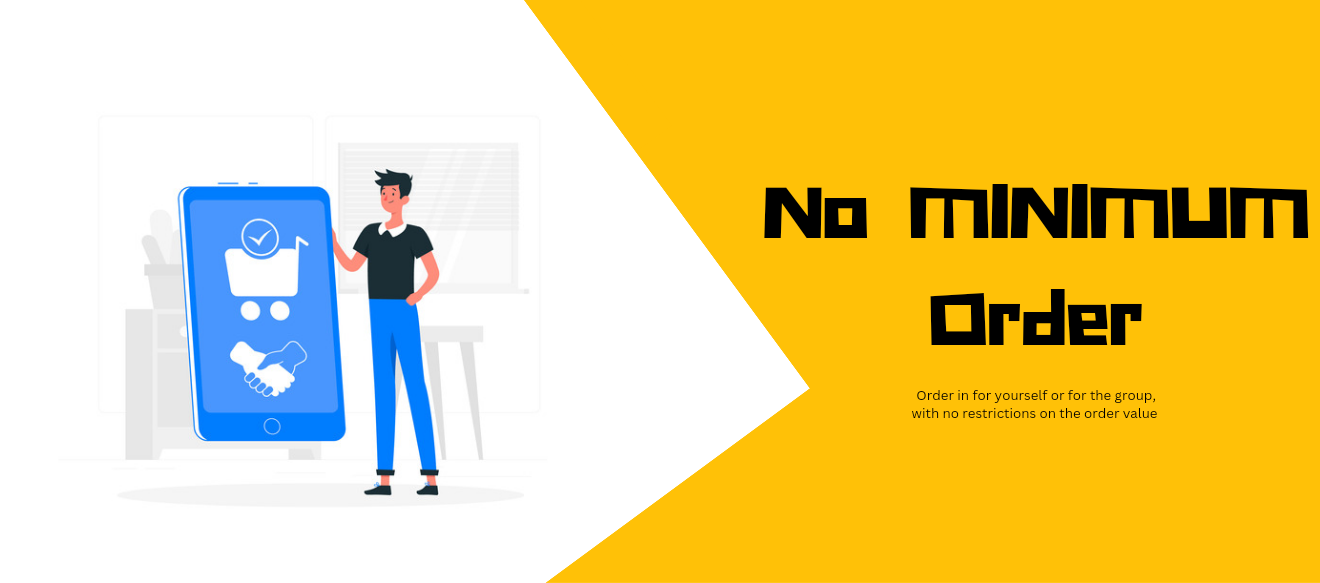 No mINImum
Order
Order in for yourself or for the group,
with no restrictions on the order value